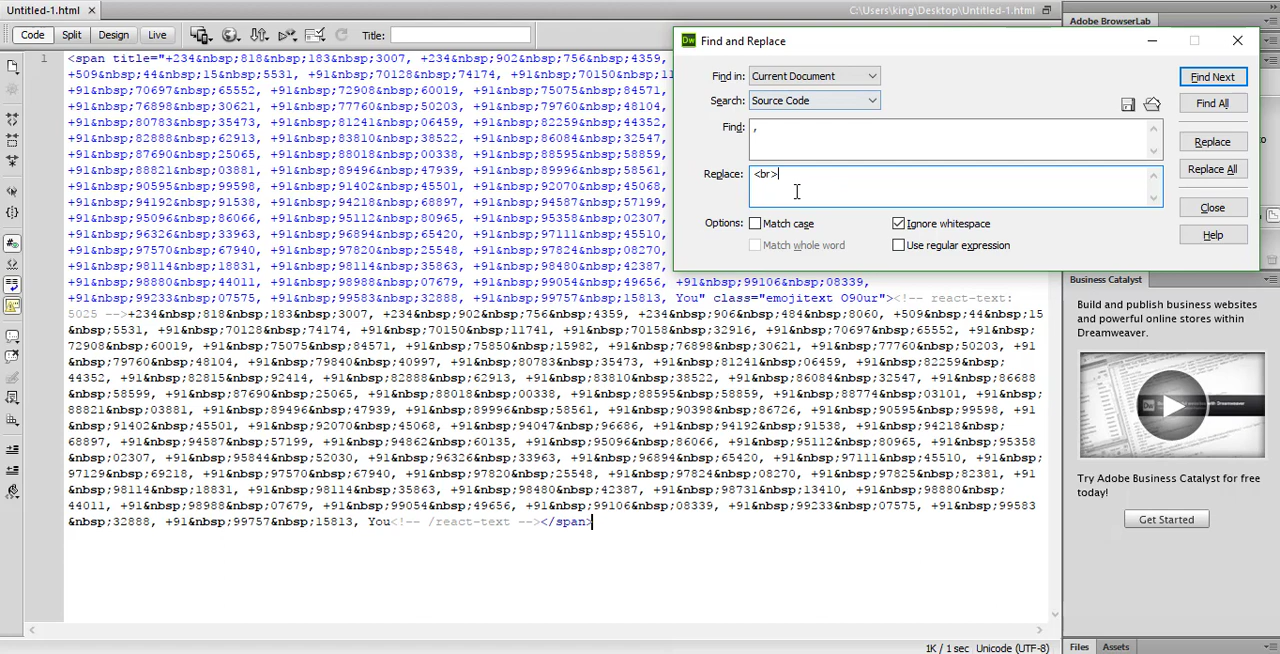 Untitled-1.html ×
C:\Users\king\Desktop\Untitled-1.html
Code Split Design Live
Title:
Adobe BrowserLab
Dw Find and Replace
Find in: Current Document
Search: Source Code
Find: ,
Replace: <br>
Options: Match case
Ignore whitespace
Match whole word
Use regular expression
Find Next
Find All
Replace
Replace All
Close
Help
1
<span title="+234&nbsp;818&nbsp;183&nbsp;3007, +234&nbsp;902&nbsp;756&nbsp;4359,
+509&nbsp;44&nbsp;15&nbsp;5531, +91&nbsp;70128&nbsp;74174, +91&nbsp;70150&nbsp;11
+91&nbsp;70697&nbsp;65552, +91&nbsp;72908&nbsp;60019, +91&nbsp;75075&nbsp;84571,
+91&nbsp;76898&nbsp;30621, +91&nbsp;77760&nbsp;50203, +91&nbsp;79760&nbsp;48104,
+91&nbsp;80783&nbsp;35473, +91&nbsp;81241&nbsp;06459, +91&nbsp;82259&nbsp;44352,
+91&nbsp;82888&nbsp;62913, +91&nbsp;83810&nbsp;38522, +91&nbsp;86084&nbsp;32547,
+91&nbsp;87690&nbsp;25065, +91&nbsp;88018&nbsp;00338, +91&nbsp;88595&nbsp;58859,
+91&nbsp;88821&nbsp;03881, +91&nbsp;89496&nbsp;47939, +91&nbsp;89996&nbsp;58561,
+91&nbsp;90595&nbsp;99598, +91&nbsp;91402&nbsp;45501, +91&nbsp;92070&nbsp;45068,
+91&nbsp;94192&nbsp;91538, +91&nbsp;94218&nbsp;68897, +91&nbsp;94587&nbsp;57199,
+91&nbsp;95096&nbsp;86066, +91&nbsp;95112&nbsp;80965, +91&nbsp;95358&nbsp;02307,
+91&nbsp;96326&nbsp;33963, +91&nbsp;96894&nbsp;65420, +91&nbsp;97111&nbsp;45510,
+91&nbsp;97570&nbsp;67940, +91&nbsp;97820&nbsp;25548, +91&nbsp;97824&nbsp;08270,
+91&nbsp;98114&nbsp;18831, +91&nbsp;98114&nbsp;35863, +91&nbsp;98480&nbsp;42387,
+91&nbsp;98880&nbsp;44011, +91&nbsp;98988&nbsp;07679, +91&nbsp;99054&nbsp;49656, +91&nbsp;99106&nbsp;08339,
+91&nbsp;99233&nbsp;07575, +91&nbsp;99583&nbsp;32888, +91&nbsp;99757&nbsp;15813, You" class="emojitext O90ur"><!-- react-text:
5025 -->+234&nbsp;818&nbsp;183&nbsp;3007, +234&nbsp;902&nbsp;756&nbsp;4359, +234&nbsp;906&nbsp;484&nbsp;8060, +509&nbsp;44&nbsp;15
&nbsp;5531, +91&nbsp;70128&nbsp;74174, +91&nbsp;70150&nbsp;11741, +91&nbsp;70158&nbsp;32916, +91&nbsp;70697&nbsp;65552, +91&nbsp;
72908&nbsp;60019, +91&nbsp;75075&nbsp;84571, +91&nbsp;75850&nbsp;15982, +91&nbsp;76898&nbsp;30621, +91&nbsp;77760&nbsp;50203, +91
&nbsp;79760&nbsp;48104, +91&nbsp;79840&nbsp;40997, +91&nbsp;80783&nbsp;35473, +91&nbsp;81241&nbsp;06459, +91&nbsp;82259&nbsp;
44352, +91&nbsp;82815&nbsp;92414, +91&nbsp;82888&nbsp;62913, +91&nbsp;83810&nbsp;38522, +91&nbsp;86084&nbsp;32547, +91&nbsp;86688
&nbsp;58599, +91&nbsp;87690&nbsp;25065, +91&nbsp;88018&nbsp;00338, +91&nbsp;88595&nbsp;58859, +91&nbsp;88774&nbsp;03101, +91&nbsp;
88821&nbsp;03881, +91&nbsp;89496&nbsp;47939, +91&nbsp;89996&nbsp;58561, +91&nbsp;90398&nbsp;86726, +91&nbsp;90595&nbsp;99598, +91
&nbsp;91402&nbsp;45501, +91&nbsp;92070&nbsp;45068, +91&nbsp;94047&nbsp;96686, +91&nbsp;94192&nbsp;91538, +91&nbsp;94218&nbsp;
68897, +91&nbsp;94587&nbsp;57199, +91&nbsp;94822&nbsp;60135, +91&nbsp;95096&nbsp;86066, +91&nbsp;95112&nbsp;80965, +91&nbsp;95358
&nbsp;02307, +91&nbsp;95844&nbsp;52030, +91&nbsp;96326&nbsp;33963, +91&nbsp;96894&nbsp;65420, +91&nbsp;97111&nbsp;45510, +91&nbsp;
97129&nbsp;69218, +91&nbsp;97570&nbsp;67940, +91&nbsp;97820&nbsp;25548, +91&nbsp;97824&nbsp;08270, +91&nbsp;97825&nbsp;82381, +91
&nbsp;98114&nbsp;18831, +91&nbsp;98114&nbsp;35863, +91&nbsp;98480&nbsp;42387, +91&nbsp;98731&nbsp;13410, +91&nbsp;98880&nbsp;
44011, +91&nbsp;98988&nbsp;07679, +91&nbsp;99054&nbsp;49656, +91&nbsp;99106&nbsp;08339, +91&nbsp;99233&nbsp;07575, +91&nbsp;99583
&nbsp;32888, +91&nbsp;99757&nbsp;15813, You<!-- /react-text --></span>
Business Catalyst
Build and publish business websites
and powerful online stores within
Dreamweaver.
Try Adobe Business Catalyst for free
today!
Get Started
1K / 1 sec Unicode (UTF-8)
Files Assets